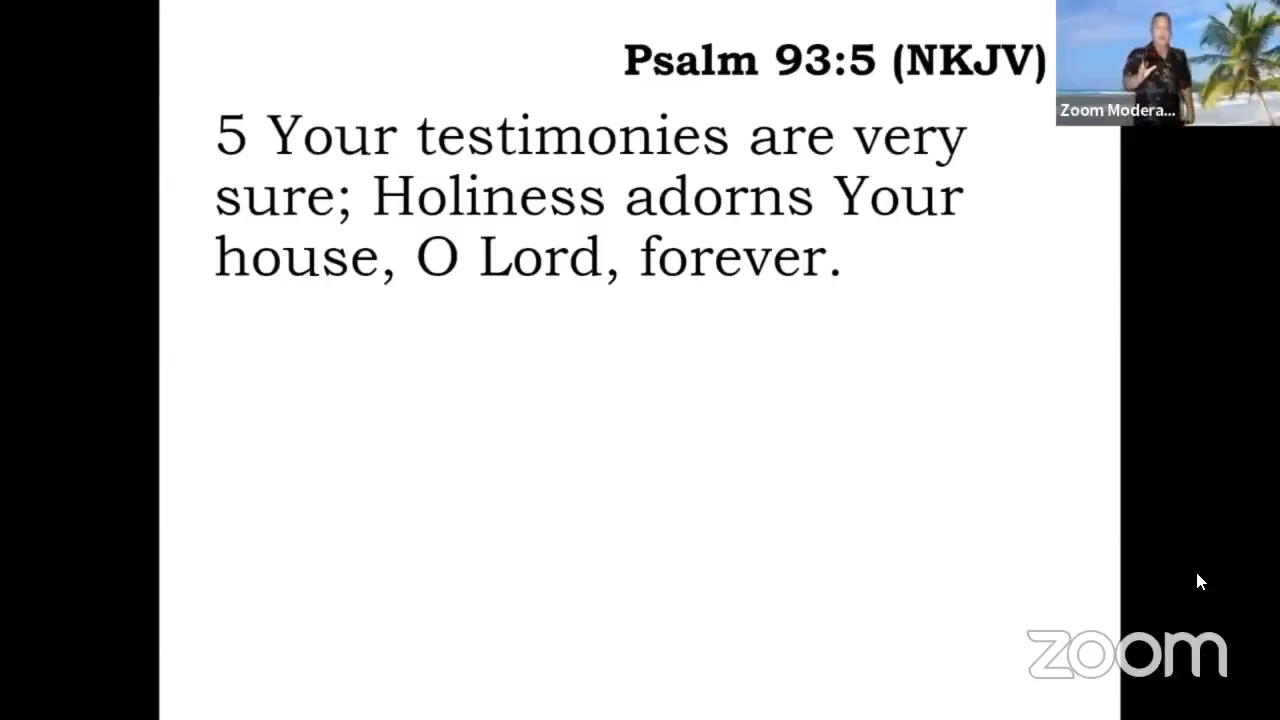 Psalm 93:5 (NKJV)
Zoom Modera...
5 Your testimonies are very
sure; Holiness adorns Your
house, O Lord, forever.
zoom